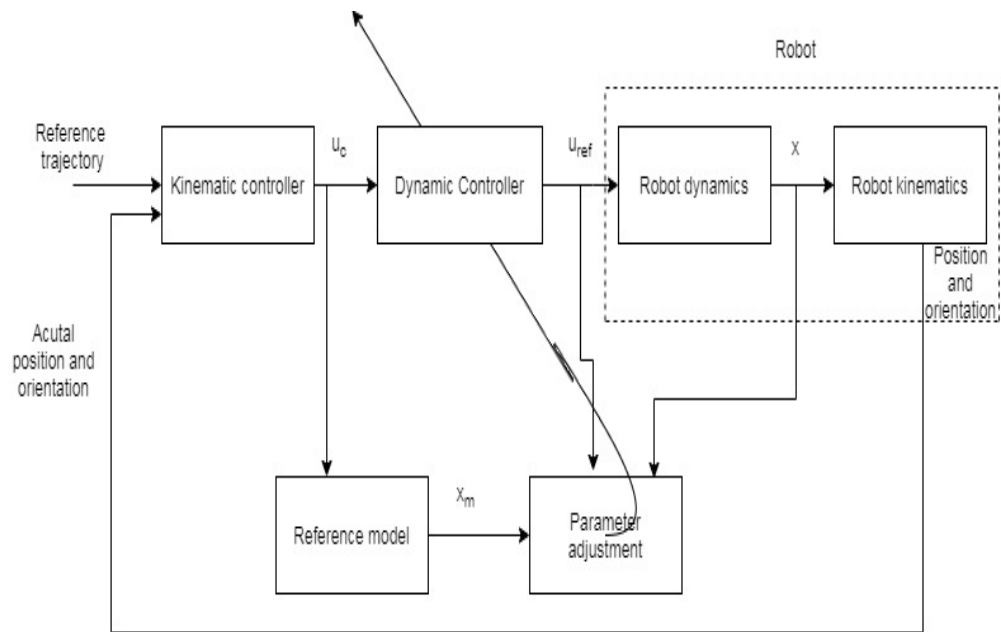 Robot
Reference
trajectory
u_c
u_ref
x
Kinematic controller
Dynamic Controller
Robot dynamics
Robot kinematics
Position
and
orientation
Acutal
position and
orientation
x_m
Reference model
Parameter
adjustment